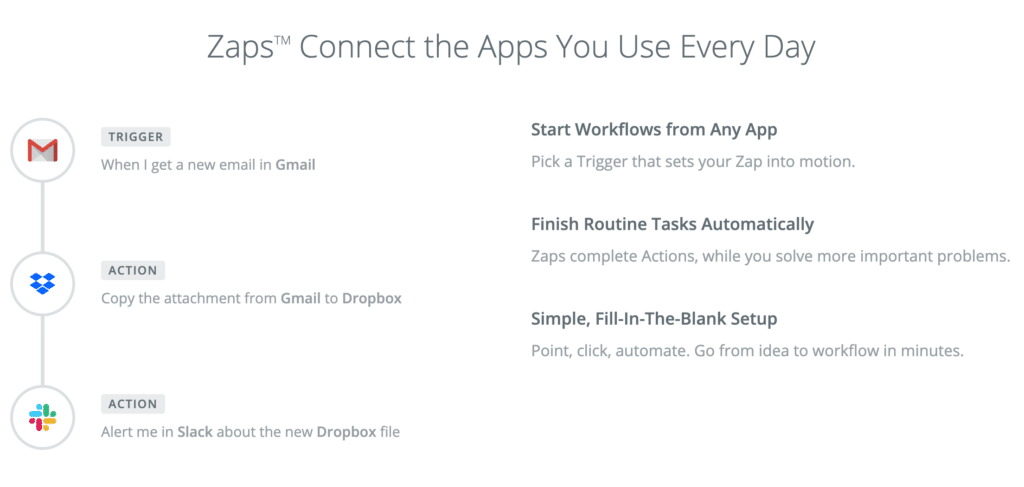 Zaps™ Connect the Apps You Use Every Day
TRIGGER
When I get a new email in Gmail
ACTION
Copy the attachment from Gmail to Dropbox
ACTION
Alert me in Slack about the new Dropbox file
Start Workflows from Any App
Pick a Trigger that sets your Zap into motion.
Finish Routine Tasks Automatically
Zaps complete Actions, while you solve more important problems.
Simple, Fill-In-The-Blank Setup
Point, click, automate. Go from idea to workflow in minutes.